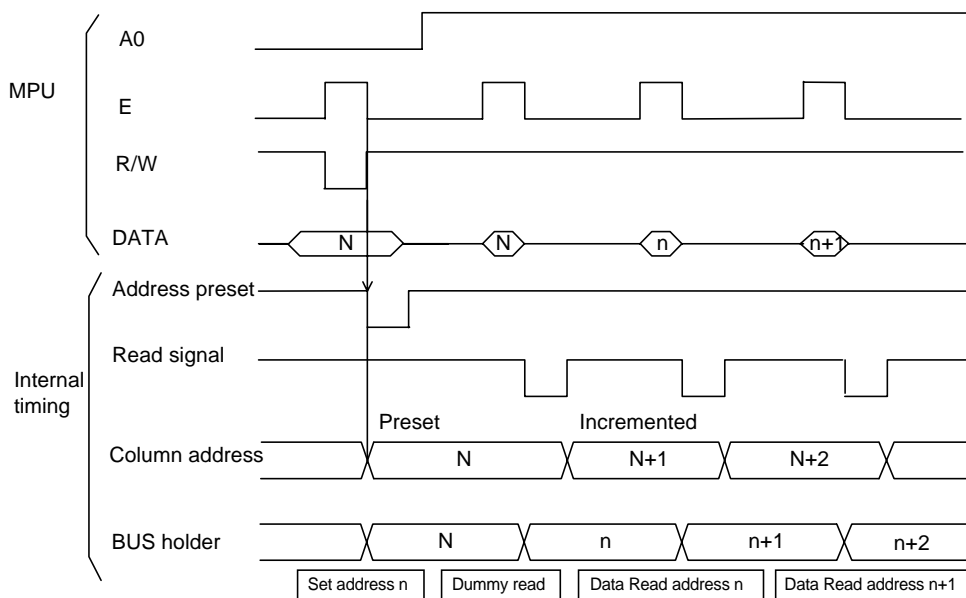 A0
MPU
E
R/W
DATA N N n n+1
Address preset
Read signal
Internal
timing
Preset Incremented
Column address N N+1 N+2
BUS holder N n n+1 n+2
Set address n Dummy read Data Read address n Data Read address n+1